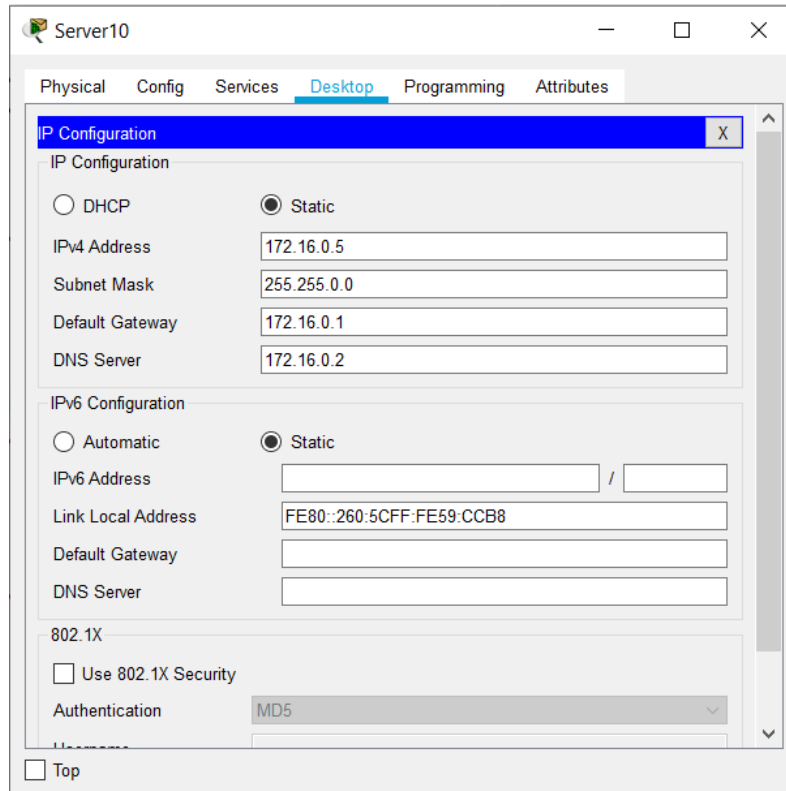 Server10
Physical Config Services Desktop Programming Attributes
IP Configuration X
IP Configuration
DHCP Static
IPv4 Address 172.16.0.5
Subnet Mask 255.255.0.0
Default Gateway 172.16.0.1
DNS Server 172.16.0.2
IPv6 Configuration
Automatic Static
IPv6 Address /
Link Local Address FE80::260:5CFF:FE59:CCB8
Default Gateway
DNS Server
802.1X
Use 802.1X Security
Authentication MD5
Username
Top